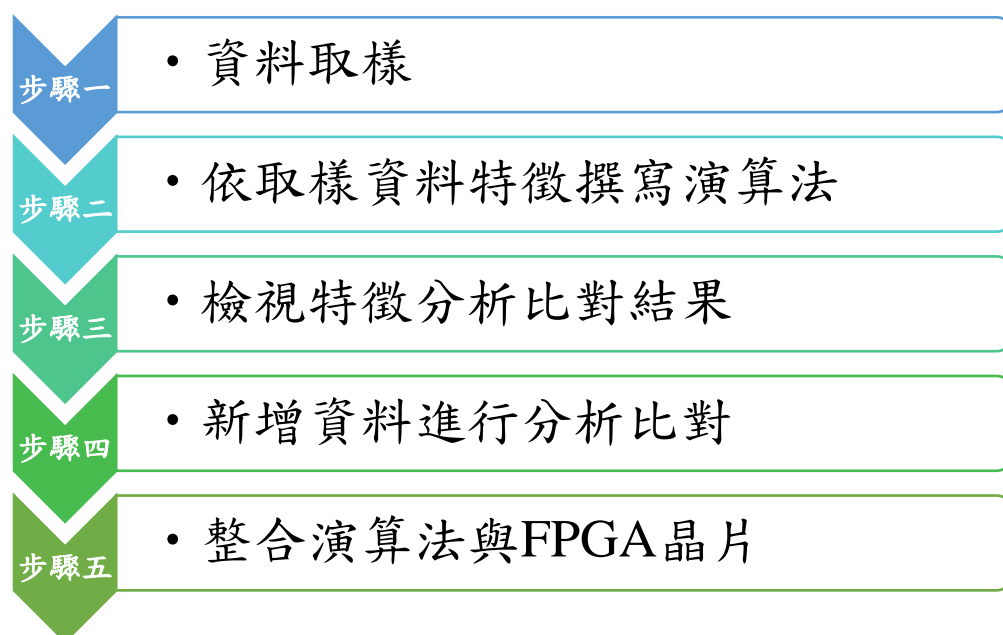 步驟一
• 資料取樣
步驟二
• 依取樣資料特徵撰寫演算法
步驟三
• 檢視特徵分析比對結果
步驟四
• 新增資料進行分析比對
步驟五
• 整合演算法與FPGA晶片